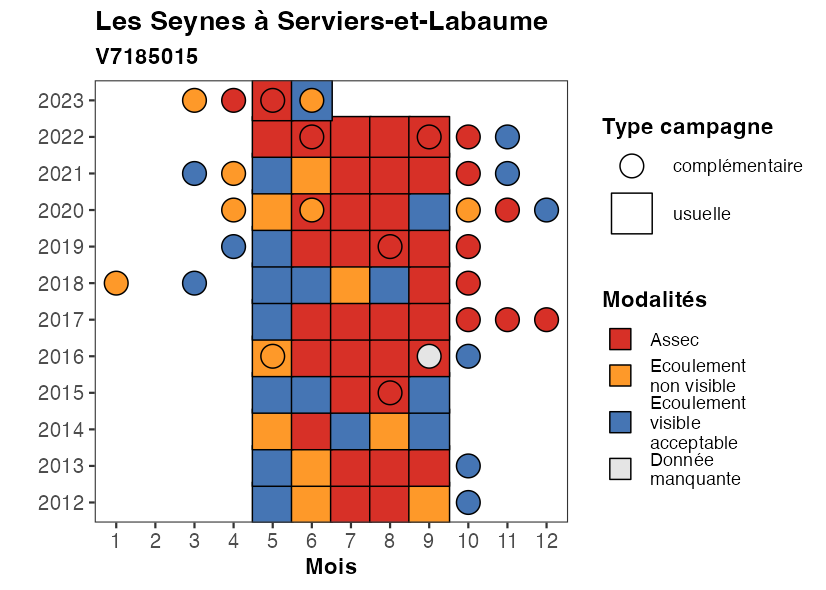 Les Seynes à Serviers-et-Labaume
V7185015
2023
2022
2021
2020
2019
2018
2017
2016
2015
2014
2013
2012
1 2 3 4 5 6 7 8 9 10 11 12
Mois
Type campagne
complémentaire
usuelle
Modalités
Assec
Ecoulement
non visible
Ecoulement
visible
acceptable
Donnée
manquante